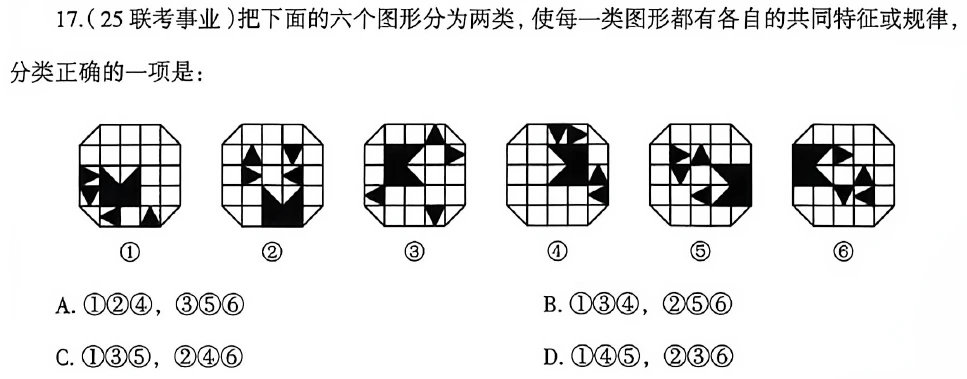 17.(25联考事业)把下面的六个图形分为两类,使每一类图形都有各自的共同特征或规律,
分类正确的一项是:
① ② ③ ④ ⑤ ⑥
A. ①②④, ③⑤⑥ B. ①③④, ②⑤⑥
C. ①③⑤, ②④⑥ D. ①④⑤, ②③⑥